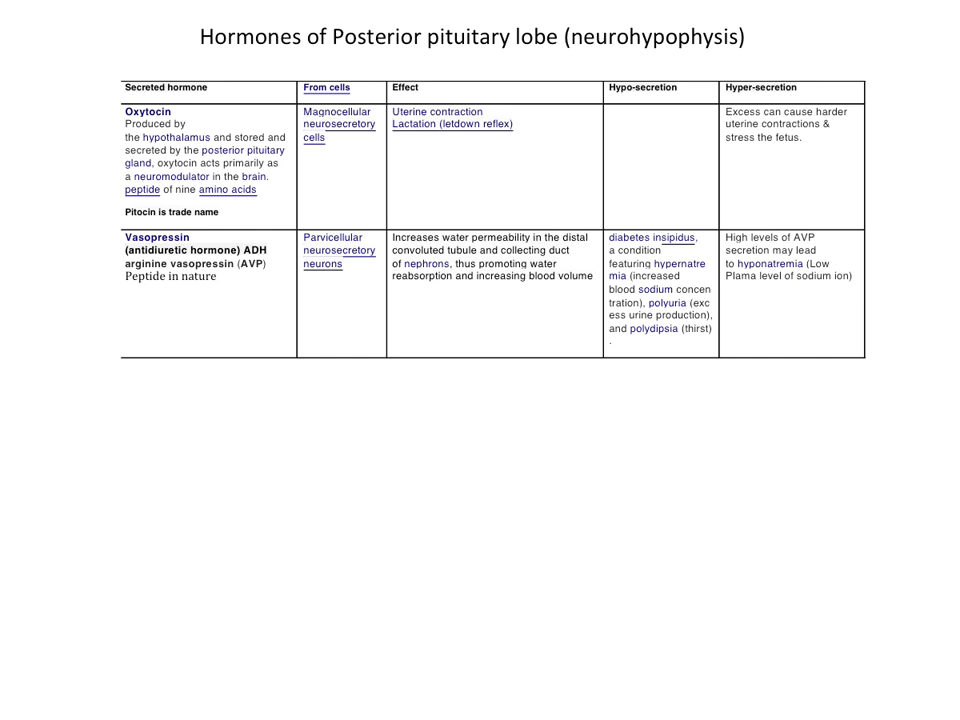 Hormones of Posterior pituitary lobe (neurohypophysis)
Secreted hormone
From cells
Effect
Hypo-secretion
Hyper-secretion
Oxytocin
Produced by
the hypothalamus and stored and
secreted by the posterior pituitary
gland, oxytocin acts primarily as
a neuromodulator in the brain.
peptide of nine amino acids
Pitocin is trade name
Magnocellular
neurosecretory
cells
Uterine contraction
Lactation (letdown reflex)
Excess can cause harder
uterine contractions &
stress the fetus.
Vasopressin
(antidiuretic hormone) ADH
arginine vasopressin (AVP)
Peptide in nature
Parvicellular
neurosecretory
neurons
Increases water permeability in the distal
convoluted tubule and collecting duct
of nephrons, thus promoting water
reabsorption and increasing blood volume
diabetes insipidus,
a condition
featuring hypernatre
mia (increased
blood sodium concen
tration), polyuria (exc
ess urine production),
and polydipsia (thirst)
.
High levels of AVP
secretion may lead
to hyponatremia (Low
Plama level of sodium ion)